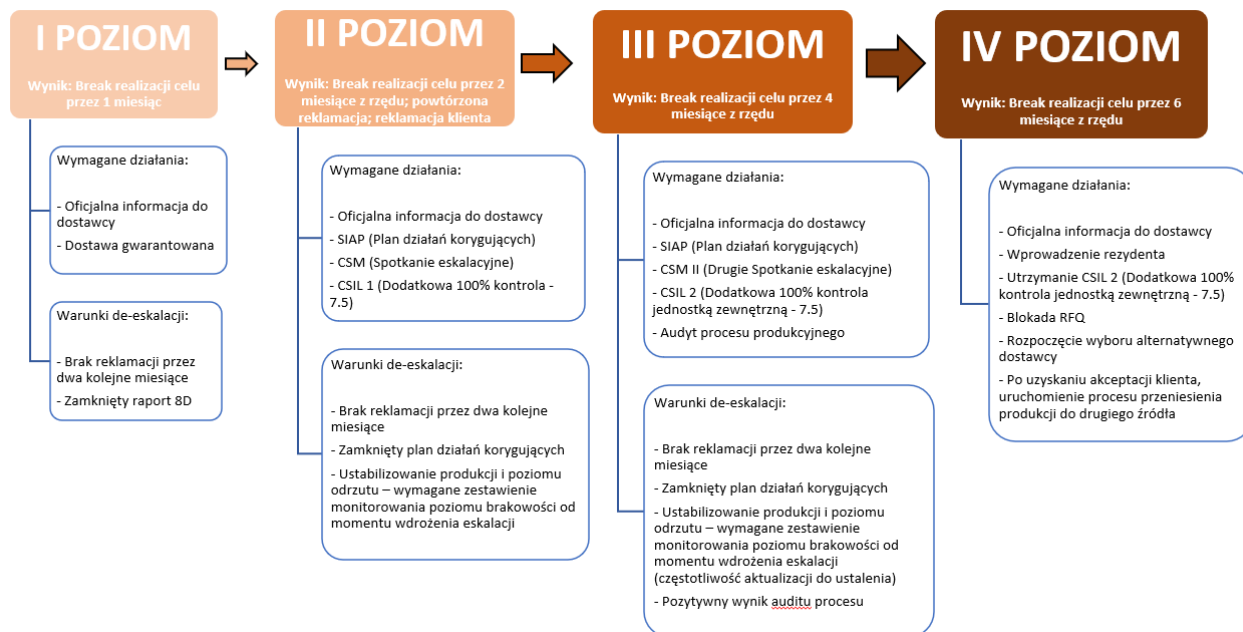 I POZIOM
Wynik: Break realizacji celu
przez 1 miesiąc
Wymagane działania:
- Oficjalna informacja do
dostawcy
- Dostawa gwarantowana
Warunki de-eskalacji:
- Brak reklamacji przez
dwa kolejne miesiące
- Zamknięty raport 8D
II POZIOM
Wynik: Break realizacji celu przez 2
miesiące z rzędu; powtórzona
reklamacja; reklamacja klienta
Wymagane działania:
- Oficjalna informacja do dostawcy
- SIAP (Plan działań korygujących)
- CSM (Spotkanie eskalacyjne)
- CSIL 1 (Dodatkowa 100% kontrola -
7.5)
Warunki de-eskalacji:
- Brak reklamacji przez dwa kolejne
miesiące
- Zamknięty plan działań korygujących
- Ustabilizowanie produkcji i poziomu
odrzutu – wymagane zestawienie
monitorowania poziomu brakowości od
momentu wdrożenia eskalacji
III POZIOM
Wynik: Break realizacji celu przez 4
miesiące z rzędu
Wymagane działania:
- Oficjalna informacja do dostawcy
- SIAP (Plan działań korygujących)
- CSM II (Drugie Spotkanie eskalacyjne)
- CSIL 2 (Dodatkowa 100% kontrola
jednostką zewnętrzną - 7.5)
- Audyt procesu produkcyjnego
Warunki de-eskalacji:
- Brak reklamacji przez dwa kolejne
miesiące
- Zamknięty plan działań korygujących
- Ustabilizowanie produkcji i poziomu
odrzutu – wymagane zestawienie
monitorowania poziomu brakowości od
momentu wdrożenia eskalacji
(częstotliwość aktualizacji do ustalenia)
- Pozytywny wynik auditu procesu
IV POZIOM
Wynik: Break realizacji celu przez 6
miesiące z rzędu
Wymagane działania:
- Oficjalna informacja do dostawcy
- Wprowadzenie rezydenta
- Utrzymanie CSIL 2 (Dodatkowa 100%
kontrola jednostką zewnętrzną - 7.5)
- Blokada RFQ
- Rozpoczęcie wyboru alternatywnego
dostawcy
- Po uzyskaniu akceptacji klienta,
uruchomienie procesu przeniesienia
produkcji do drugiego źródła